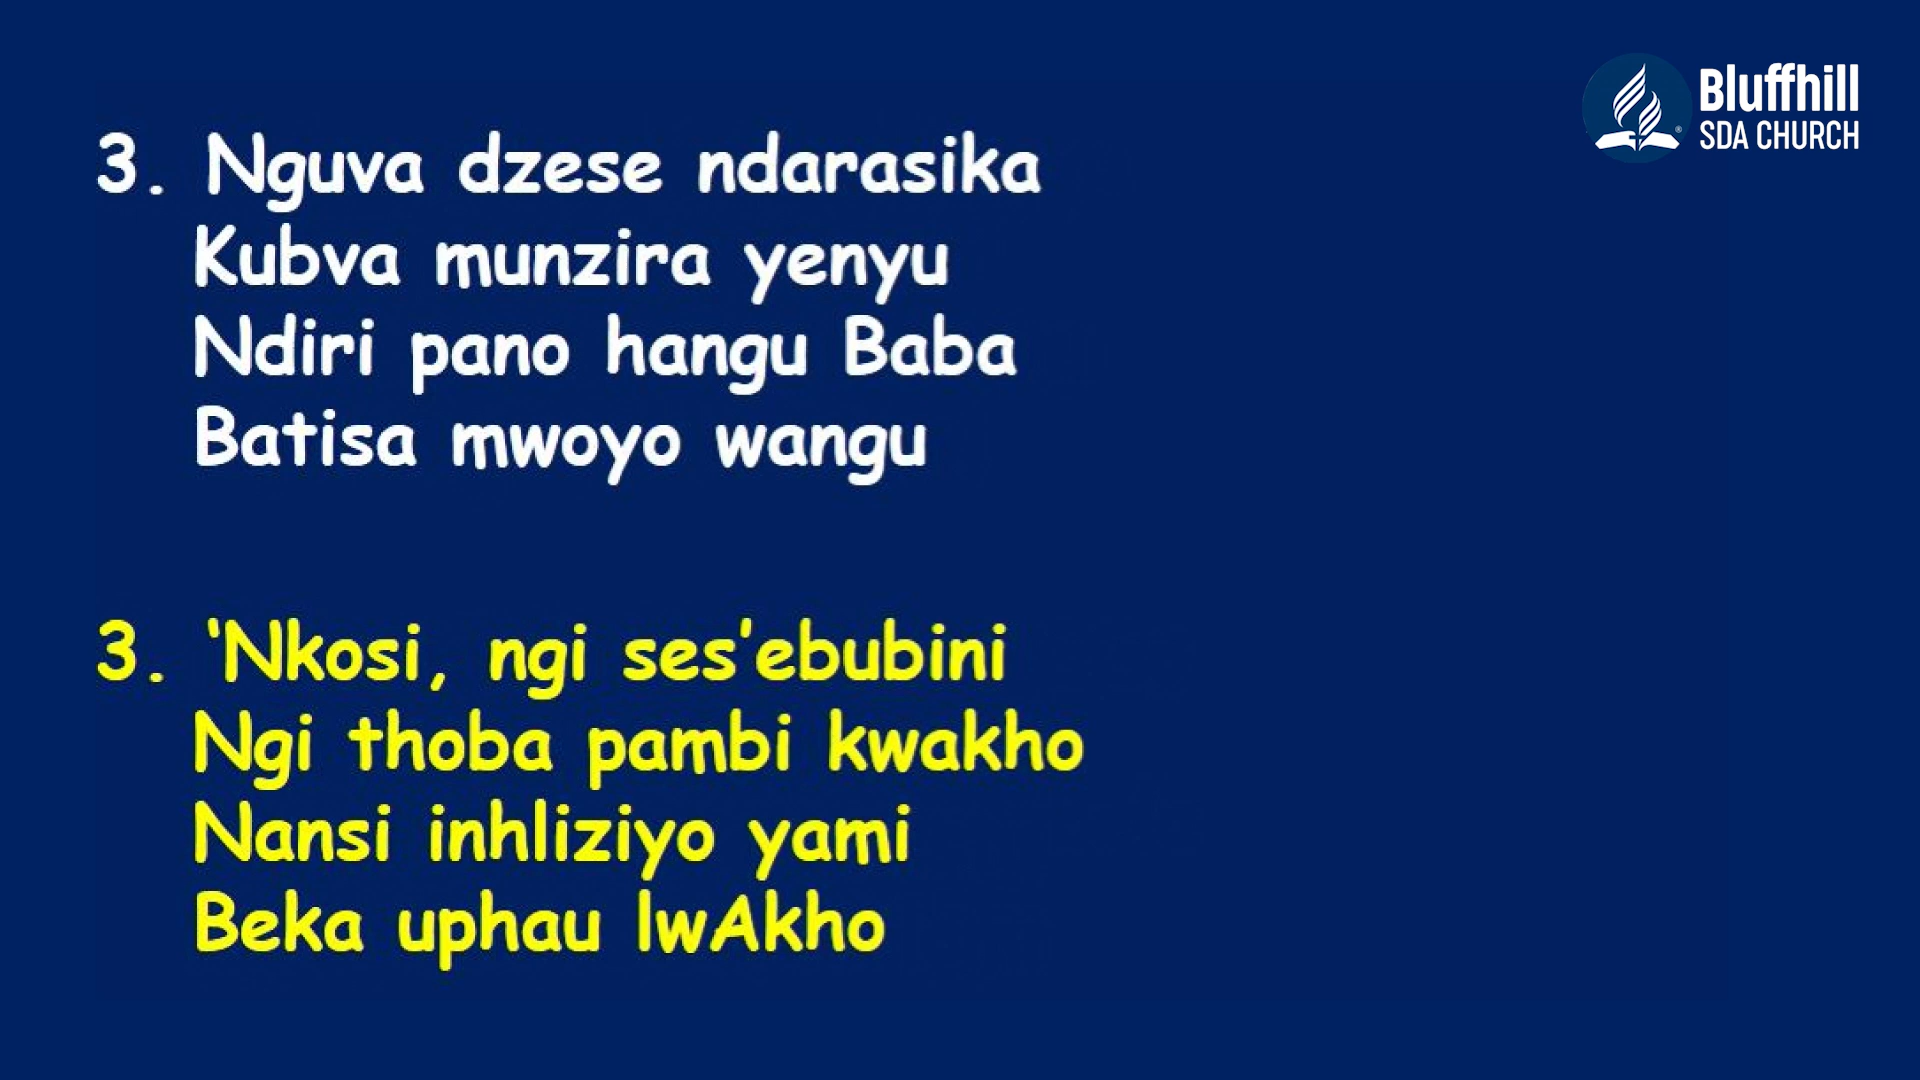 Bluffhill
SDA CHURCH
3. Nguva dzese ndarasika
Kubva munzira yenyu
Ndiri pano hangu Baba
Batisa mwoyo wangu
3. ‘Nkosi, ngi ses’ebubini
Ngi thoba pambi kwakho
Nansi inhliziyo yami
Beka uphau lwAkho